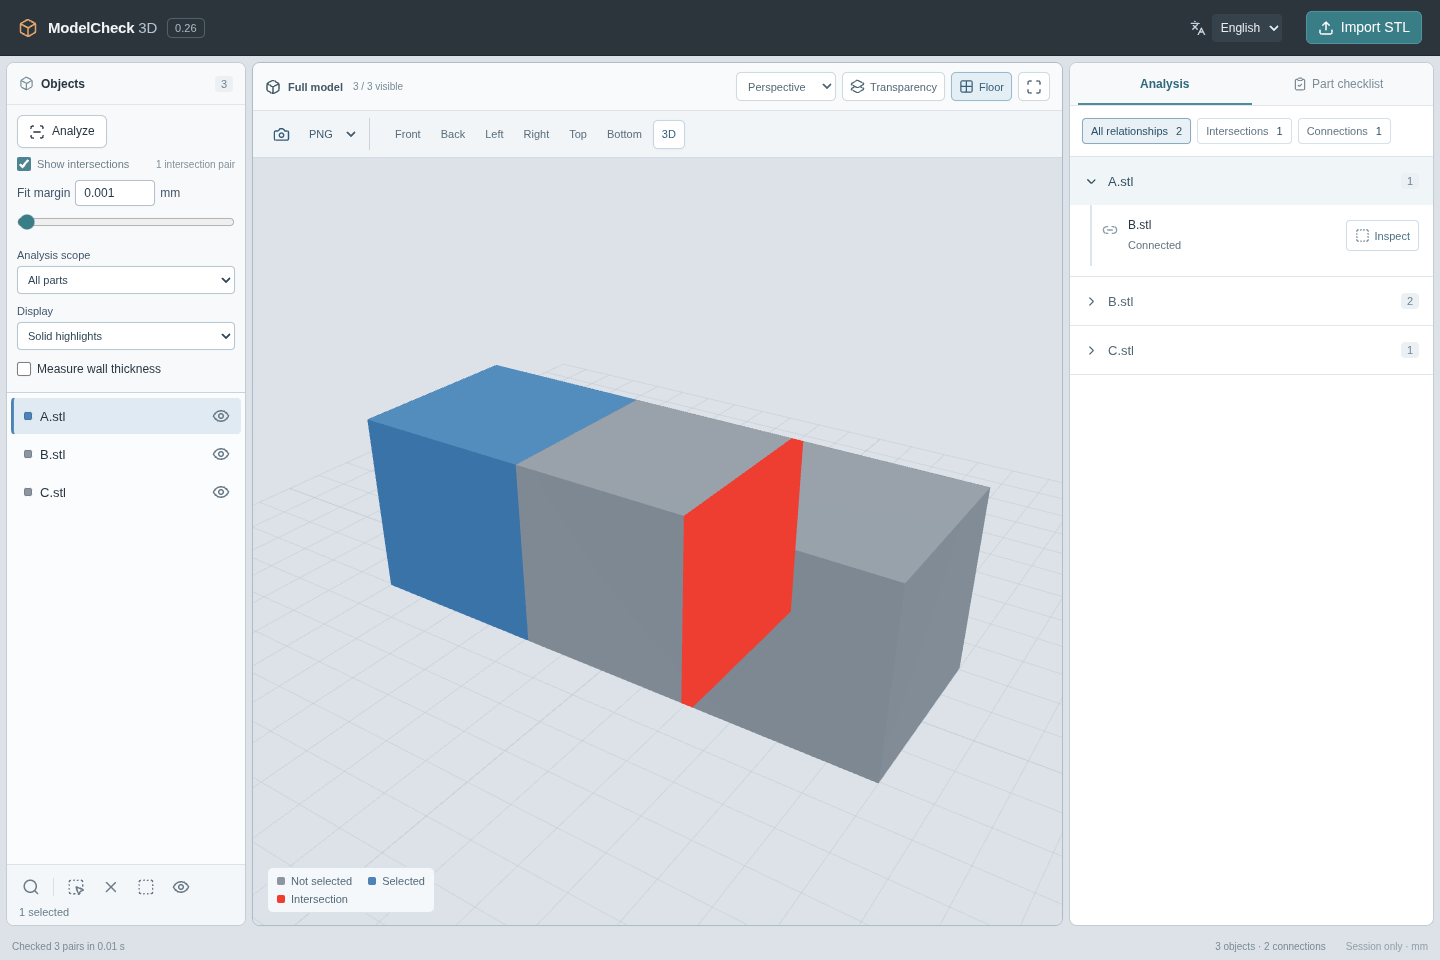 ModelCheck 3D 0.26
English
Import STL
Objects 3
Analyze
Show intersections 1 intersection pair
Fit margin 0.001 mm
Analysis scope
All parts
Display
Solid highlights
Measure wall thickness
A.stl
B.stl
C.stl
1 selected
Full model 3 / 3 visible
Perspective Transparency Floor
PNG Front Back Left Right Top Bottom 3D
Not selected Selected
Intersection
Analysis Part checklist
All relationships 2 Intersections 1 Connections 1
A.stl 1
B.stl
Connected
Inspect
B.stl 2
C.stl 1
Checked 3 pairs in 0.01 s
3 objects · 2 connections Session only · mm